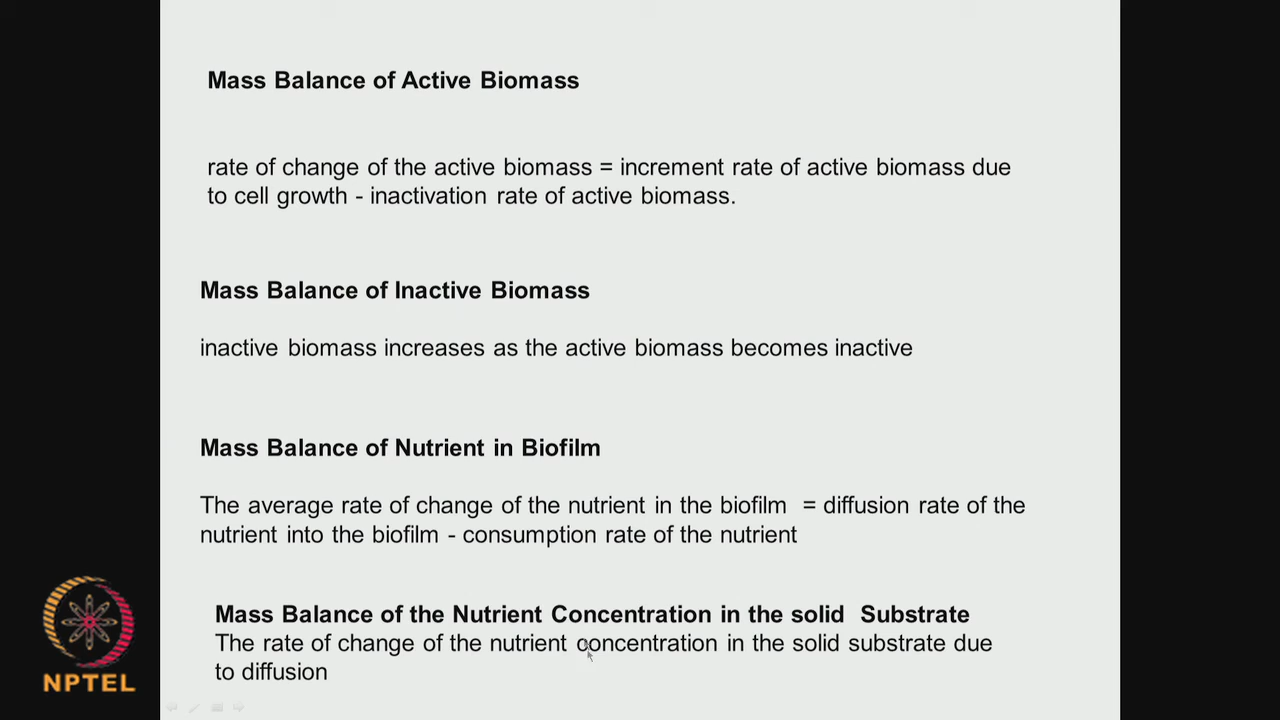 Mass Balance of Active Biomass
rate of change of the active biomass = increment rate of active biomass due
to cell growth - inactivation rate of active biomass.
Mass Balance of Inactive Biomass
inactive biomass increases as the active biomass becomes inactive
Mass Balance of Nutrient in Biofilm
The average rate of change of the nutrient in the biofilm = diffusion rate of the
nutrient into the biofilm - consumption rate of the nutrient
Mass Balance of the Nutrient Concentration in the solid Substrate
The rate of change of the nutrient concentration in the solid substrate due
to diffusion
NPTEL